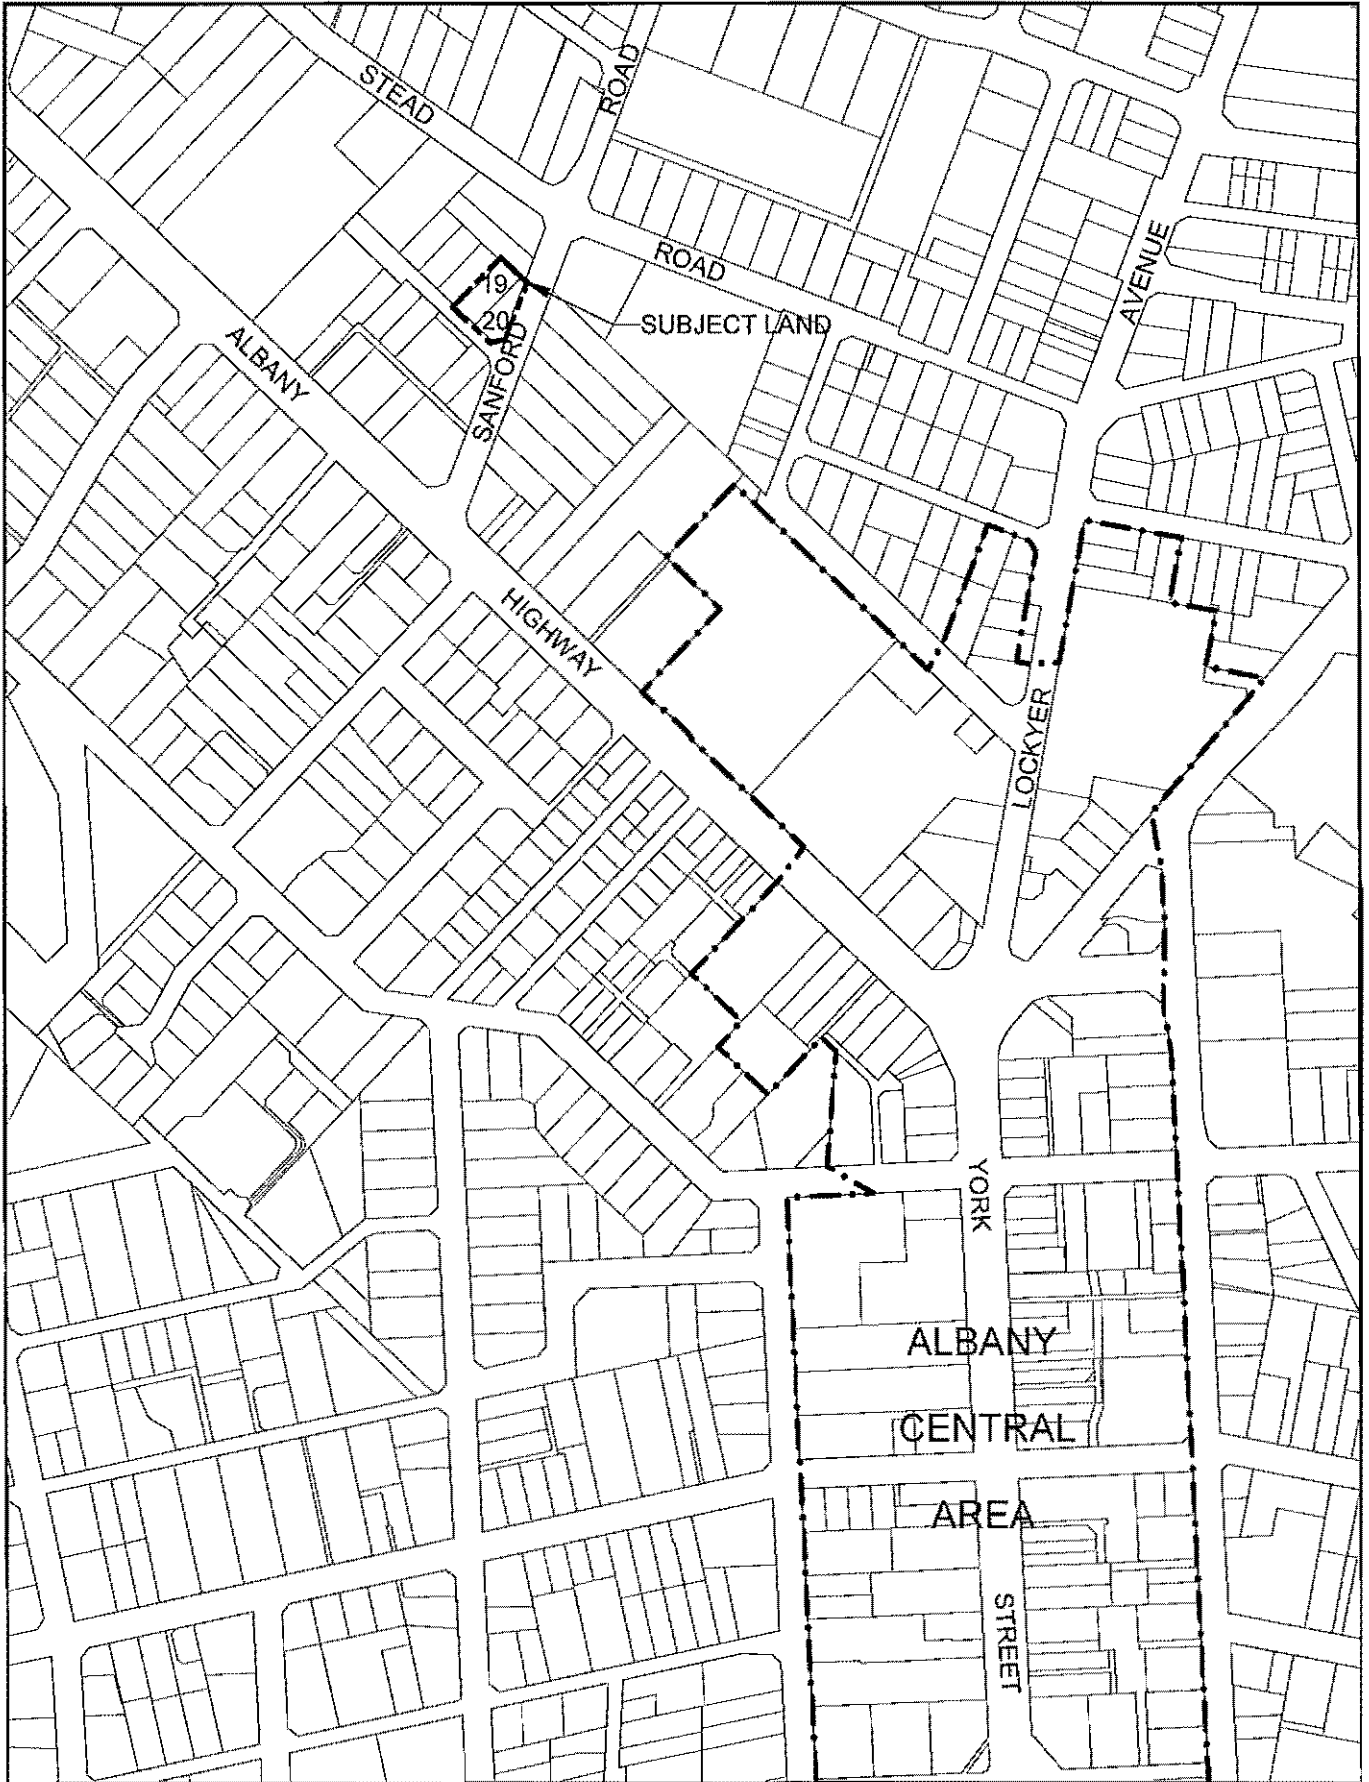 STEAD
ROAD
ROAD
AVENUE
19
20
SUBJECT LAND
SANFORD
ALBANY
HIGHWAY
LOCKYER
YORK
ALBANY
CENTRAL
AREA
STREET